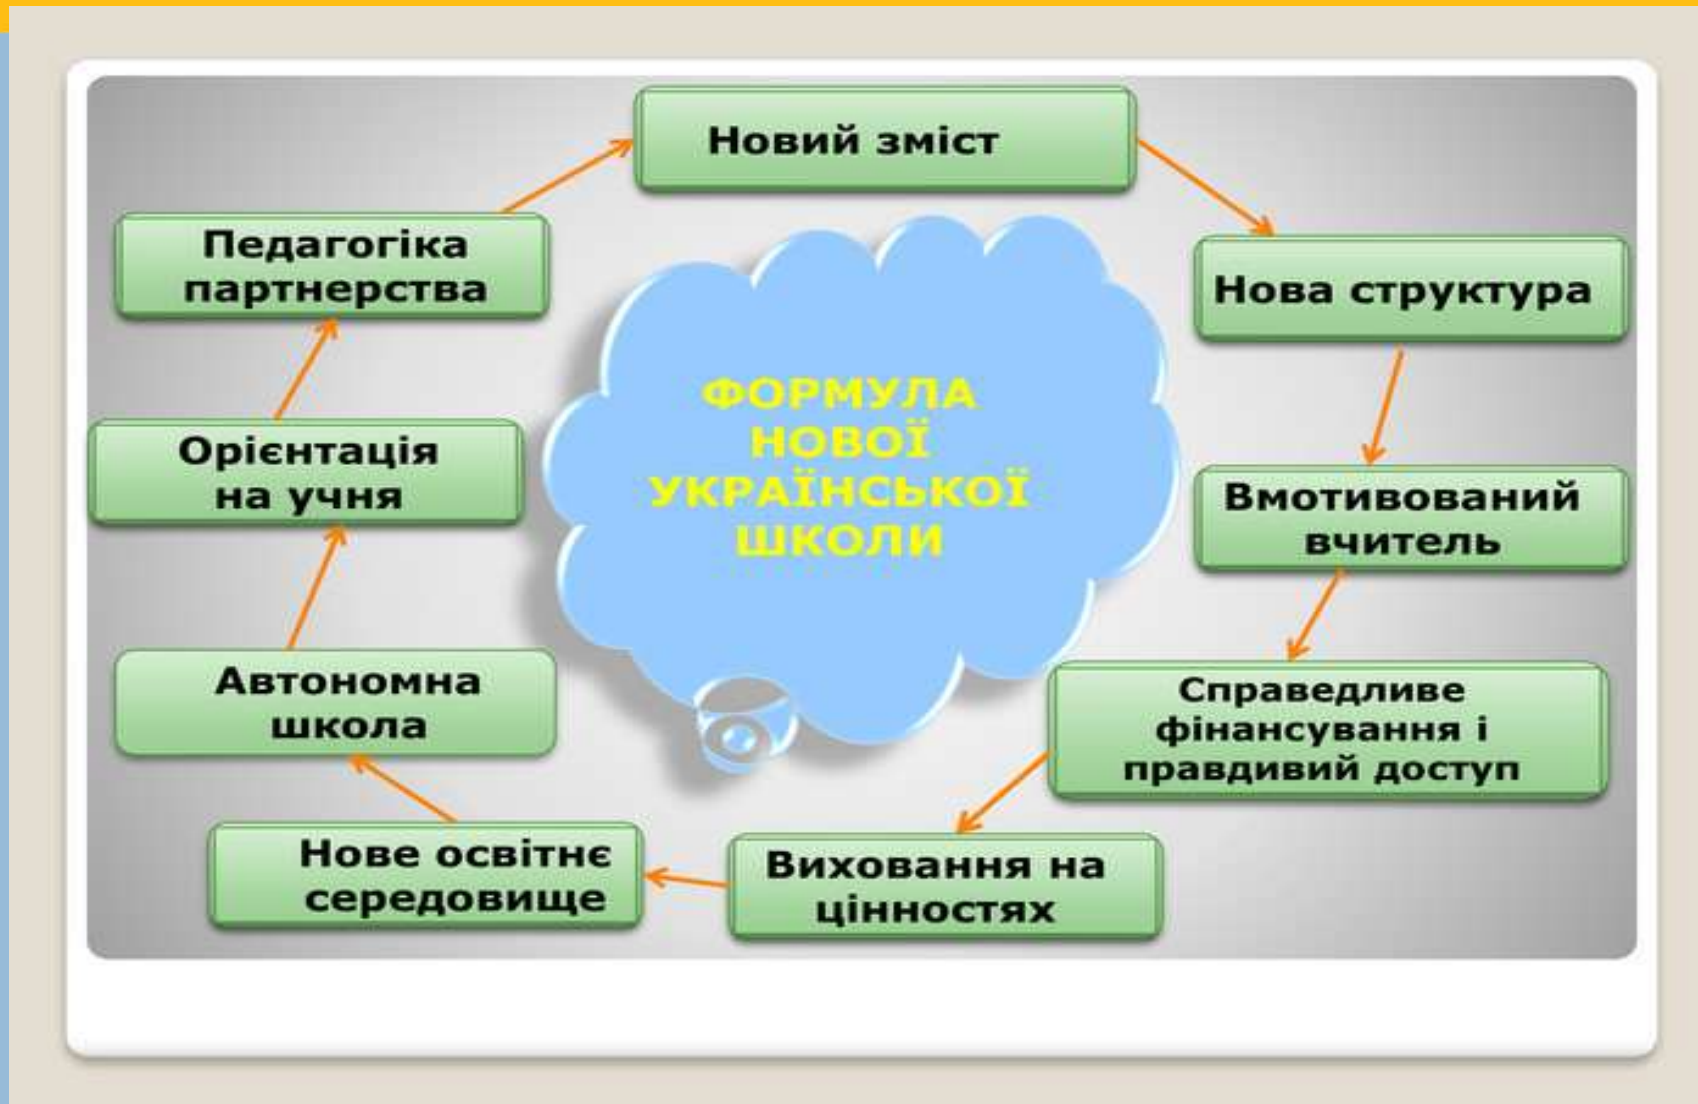 Новий зміст
Педагогіка
партнерства
Нова структура
ФОРМУЛА
НОВОЇ
УКРАЇНСЬКОЇ
ШКОЛИ
Орієнтація
на учня
Вмотивований
вчитель
Автономна
школа
Справедливе
фінансування і
правдивий доступ
Нове освітнє
середовище
Виховання на
цінностях